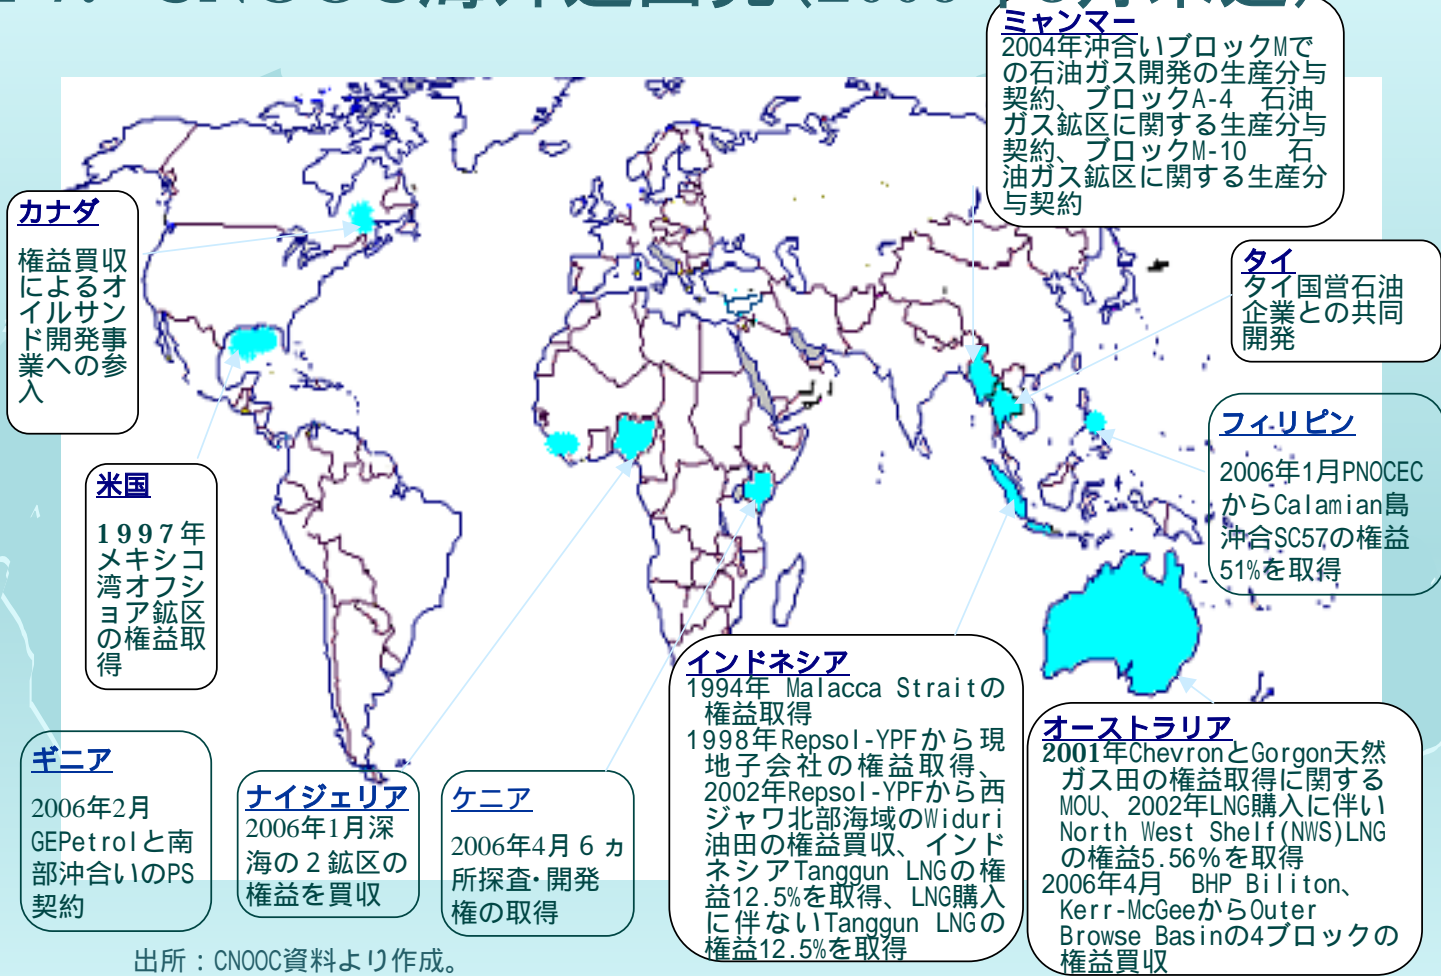 CNOOC海外進出先(2006年6月末迄)
ミャンマー
2004年沖合いブロックMで
の石油ガス開発の生産分与
契約、ブロックA-4　石油
ガス鉱区に関する生産分与
契約、ブロックM-10　石
油ガス鉱区に関する生産分
与契約
カナダ
権益買収
によるオ
イルサン
ド開発事
業への参
入
タイ
タイ国営石油
企業との共同
開発
フィリピン
2006年1月PNOCEC
からCalamian島
沖合SC57の権益
51%を取得
米国
1997年
メキシコ
湾オフシ
ョア鉱区
の権益取
得
インドネシア
1994年 Malacca Straitの
権益取得
1998年Repsol-YPFから現
地子会社の権益取得、
2002年Repsol-YPFから西
ジャワ北部海域のWiduri
油田の権益買収、インド
ネシアTanggun LNGの権
益12.5%を取得、LNG購入
に伴ないTanggun LNGの
権益12.5%を取得
オーストラリア
2001年ChevronとGorgon天然
ガス田の権益取得に関する
MOU、2002年LNG購入に伴い
North West Shelf(NWS)LNG
の権益5.56％を取得
2006年4月　BHP Biliton、
Kerr-McGeeからOuter
Browse Basinの4ブロックの
権益買収
ギニア
2006年2月
GEPetrolと南
部沖合いのPS
契約
ナイジェリア
2006年1月深
海の２鉱区の
権益を買収
ケニア
2006年4月６ヵ
所探査・開発
権の取得
出所：CNOOC資料より作成。